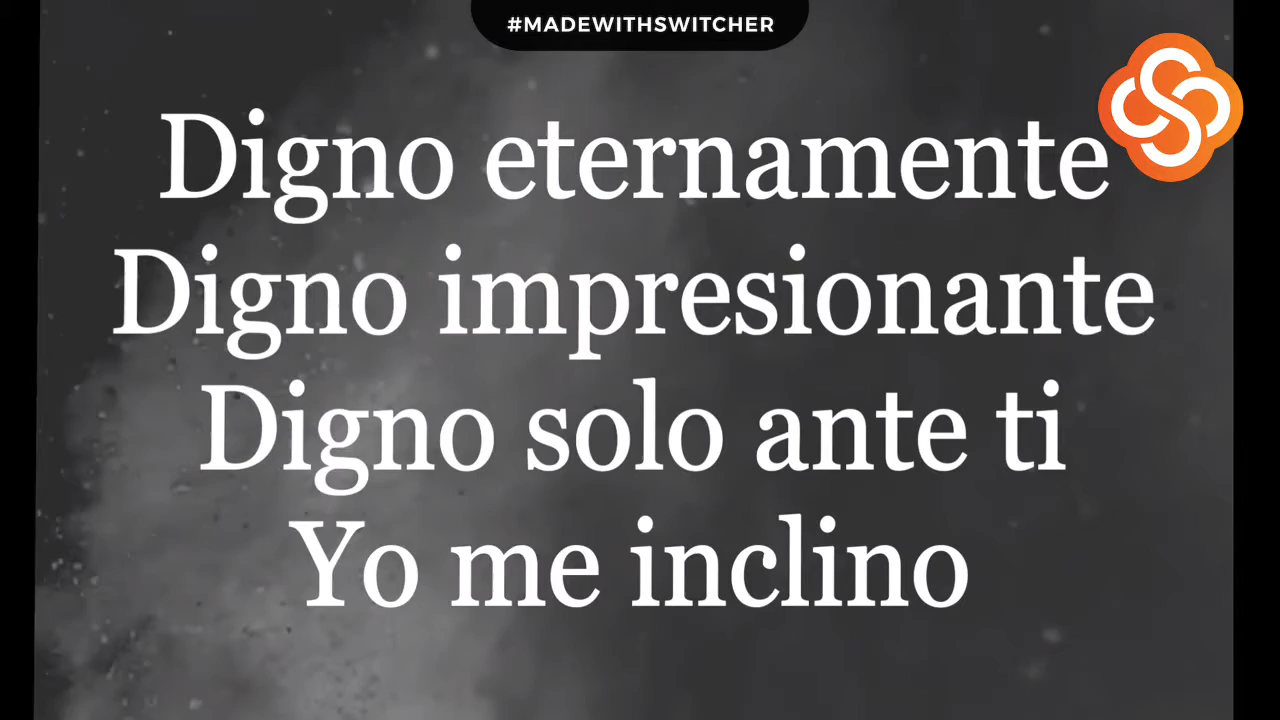 #MADEWITHSWITCHER
Digno eternamente
Digno impresionante
Digno solo ante ti
Yo me inclino